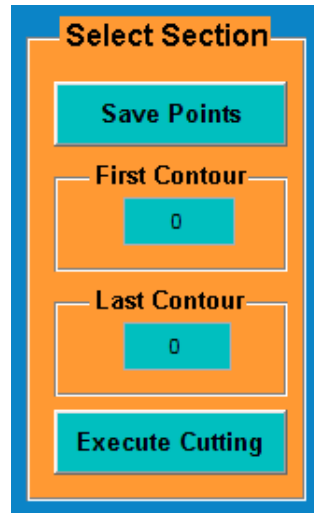 Select Section
Save Points
First Contour
0
Last Contour
0
Execute Cutting